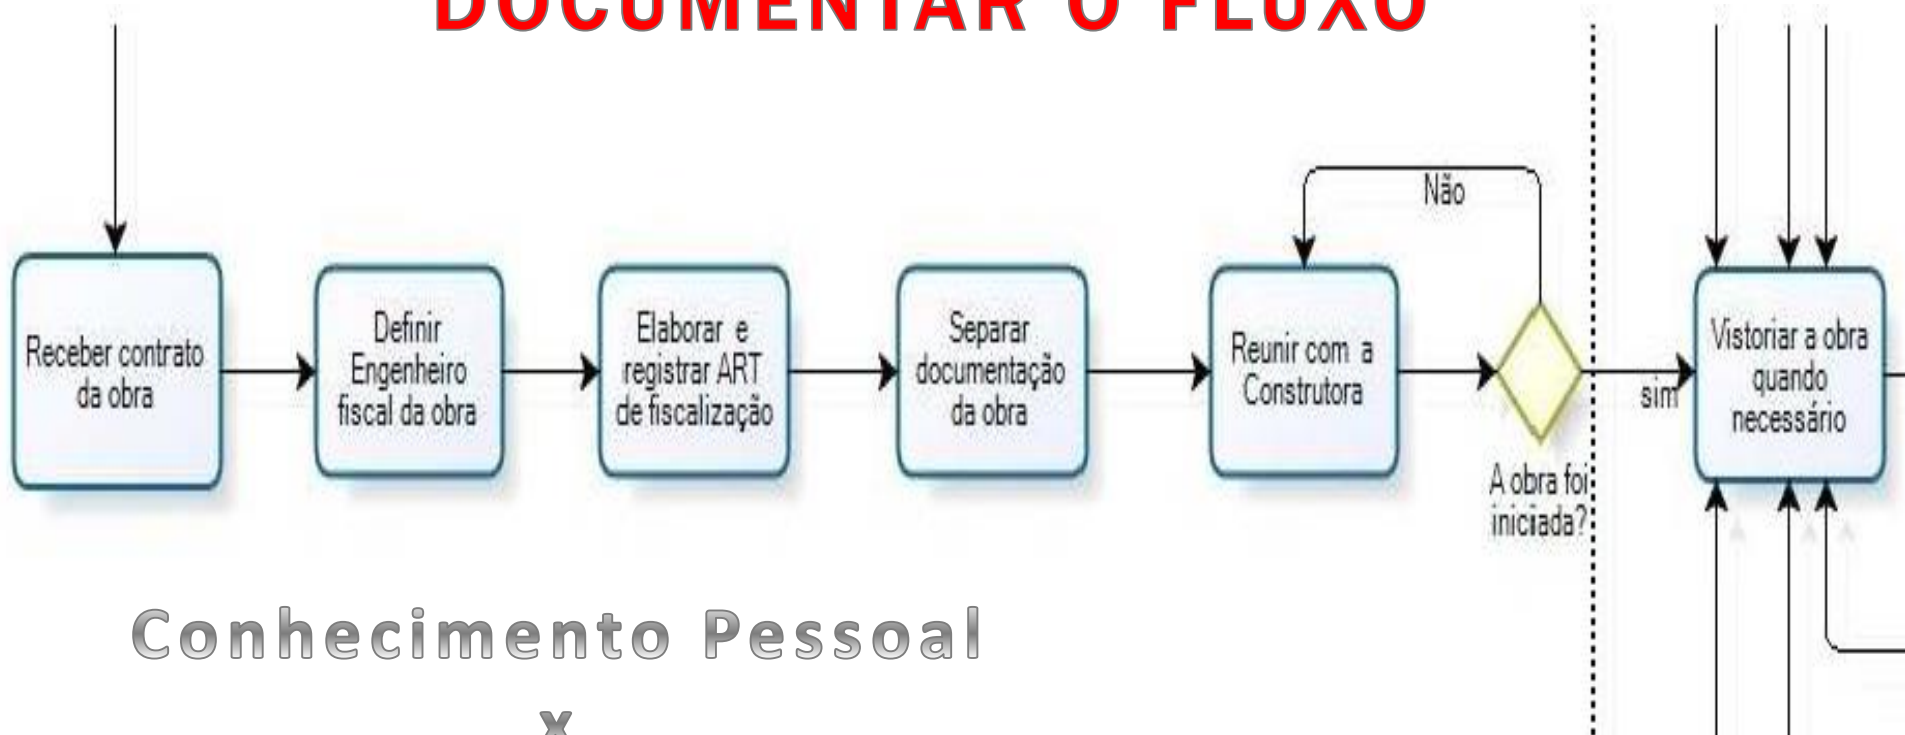 DOCUMENTAR O FLUXO
Não
Receber contrato
da obra
Definir
Engenheiro
fiscal da obra
Elaborar e
registrar ART
de fiscalização
Separar
documentação
da obra
Reunir com a
Construtora
A obra foi
iniciada?
sim
Vistoriar a obra
quando
necessário
Conhecimento Pessoal
x